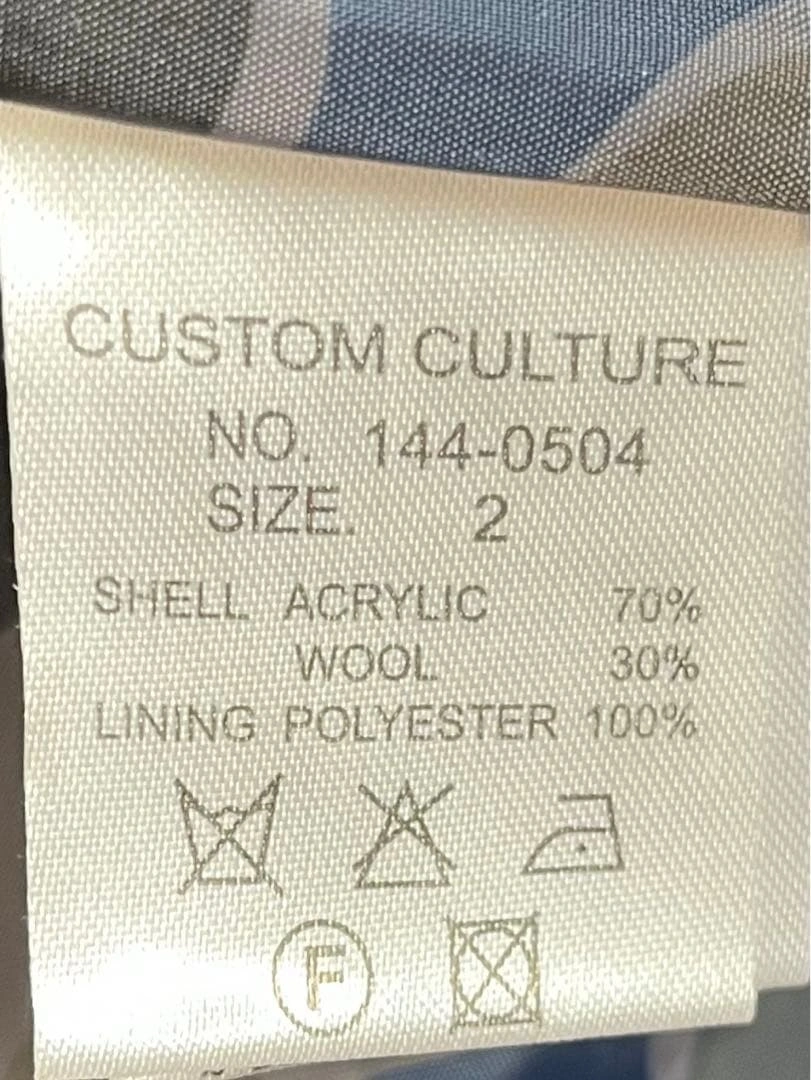 CUSTOM CULTURE
NO. 144-0504
SIZE. 2
SHELL ACRYLIC 70%
WOOL 30%
LINING POLYESTER 100%
F